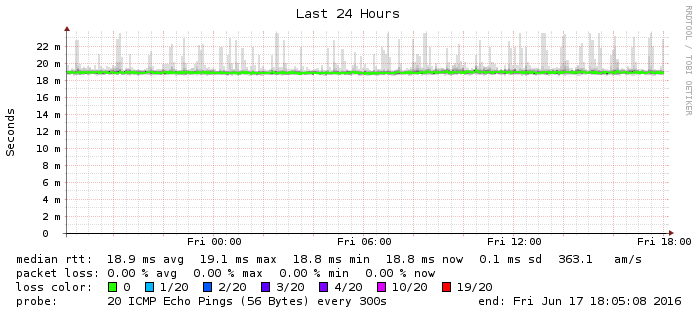 Last 24 Hours
RRDTOOL / TOBI OETIKER
Seconds
22 m
20 m
18 m
16 m
14 m
12 m
10 m
8 m
6 m
4 m
2 m
0
Fri 00:00 Fri 06:00 Fri 12:00 Fri 18:00
median rtt: 18.9 ms avg 19.1 ms max 18.8 ms min 18.8 ms now 0.1 ms sd 363.1 am/s
packet loss: 0.00 % avg 0.00 % max 0.00 % min 0.00 % now
loss color: 0 1/20 2/20 3/20 4/20 10/20 19/20
probe: 20 ICMP Echo Pings (56 Bytes) every 300s end: Fri Jun 17 18:05:08 2016